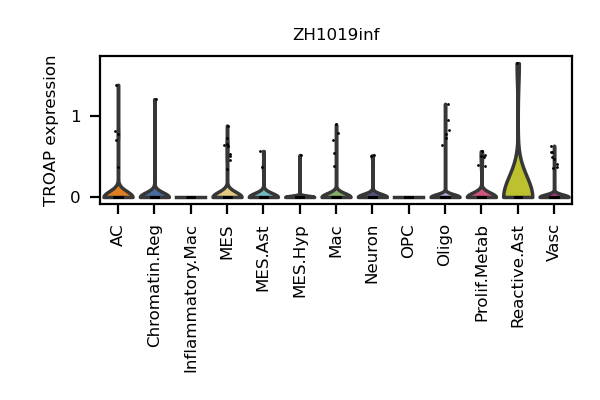 ZH1019inf
TROAP expression
1
0
AC
Chromatin.Reg
Inflammatory.Mac
MES
MES.Ast
MES.Hyp
Mac
Neuron
OPC
Oligo
Prolif.Metab
Reactive.Ast
Vasc